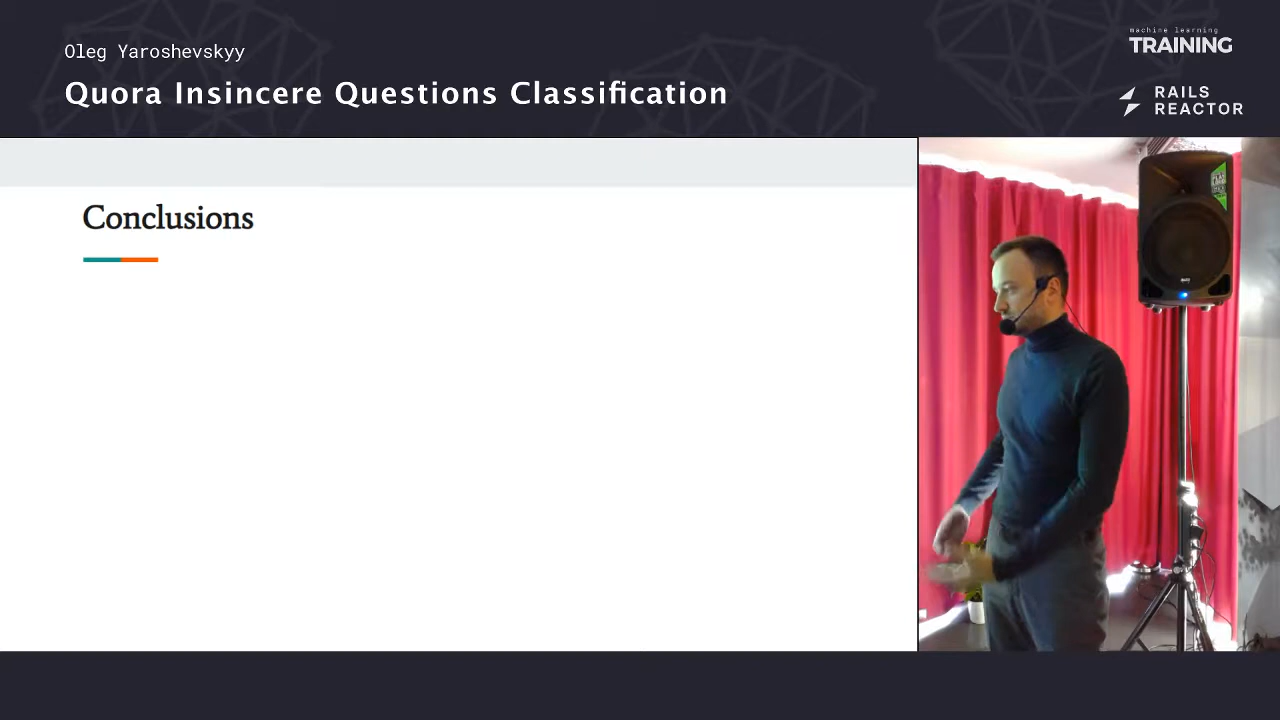 Oleg Yaroshevskyy
Quora Insincere Questions Classification
machine learning
TRAINING
RAILS
REACTOR
Conclusions